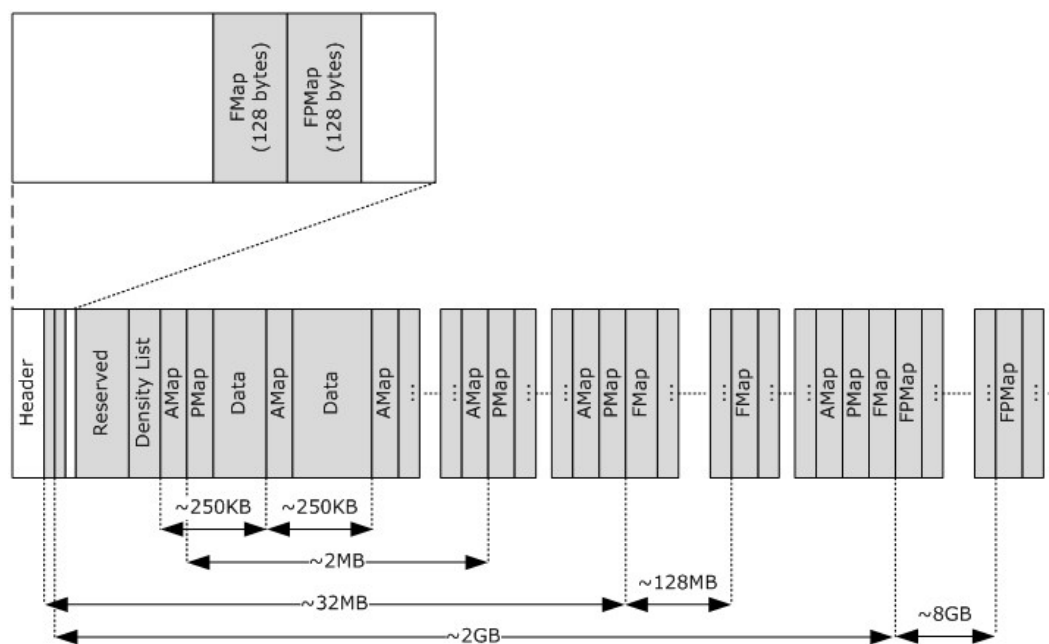 FMap
(128 bytes)
FPMap
(128 bytes)
Header
Reserved
Density List
AMap
PMap
Data
AMap
Data
AMap
...
...
AMap
PMap
...
...
AMap
PMap
FMap
...
...
FMap
...
...
AMap
PMap
FMap
FPMap
...
...
FPMap
...
~250KB
~250KB
~2MB
~128MB
~32MB
~8GB
~2GB